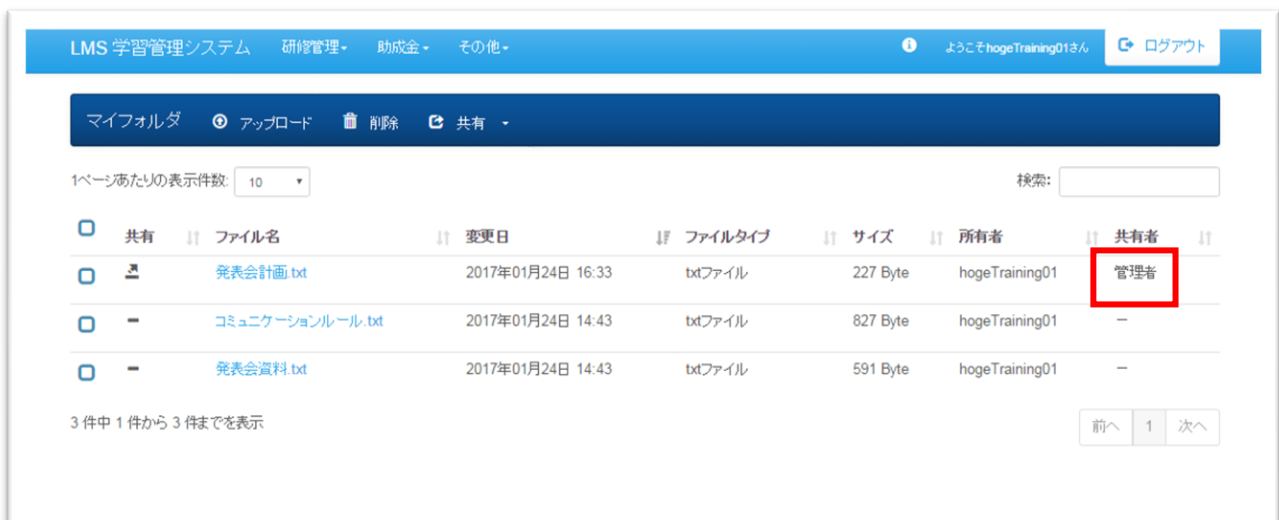 LMS 学習管理システム 研修管理 助成金 その他 ようこそhogeTraining01さん ログアウト
マイフォルダ アップロード 削除 共有
1ページあたりの表示件数: 10 検索:
共有 ファイル名 変更日 ファイルタイプ サイズ 所有者 共有者
発表会計画.txt 2017年01月24日 16:33 txtファイル 227 Byte hogeTraining01 管理者
コミュニケーションルール.txt 2017年01月24日 14:43 txtファイル 827 Byte hogeTraining01 ー
発表会資料.txt 2017年01月24日 14:43 txtファイル 591 Byte hogeTraining01 ー
3 件中 1 件から 3 件までを表示 前へ 1 次へ